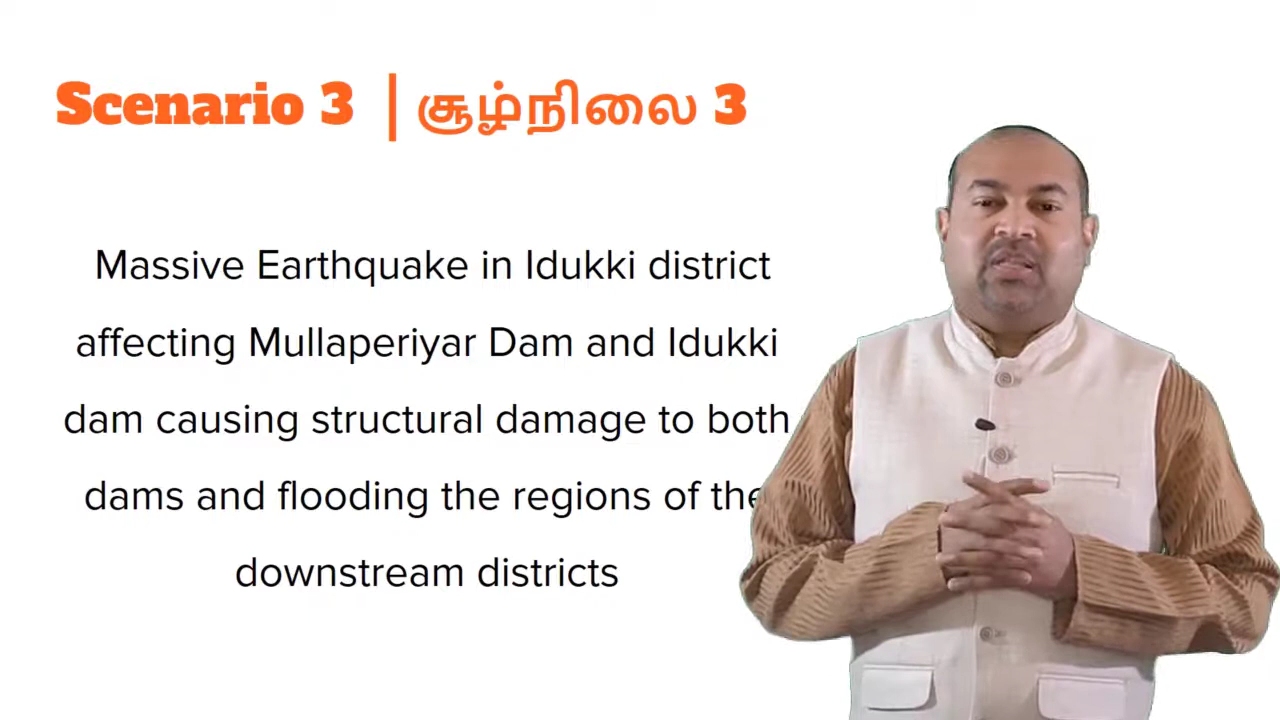 Scenario 3 | சூழ்நிலை 3
Massive Earthquake in Idukki district
affecting Mullaperiyar Dam and Idukki
dam causing structural damage to both
dams and flooding the regions of the
downstream districts